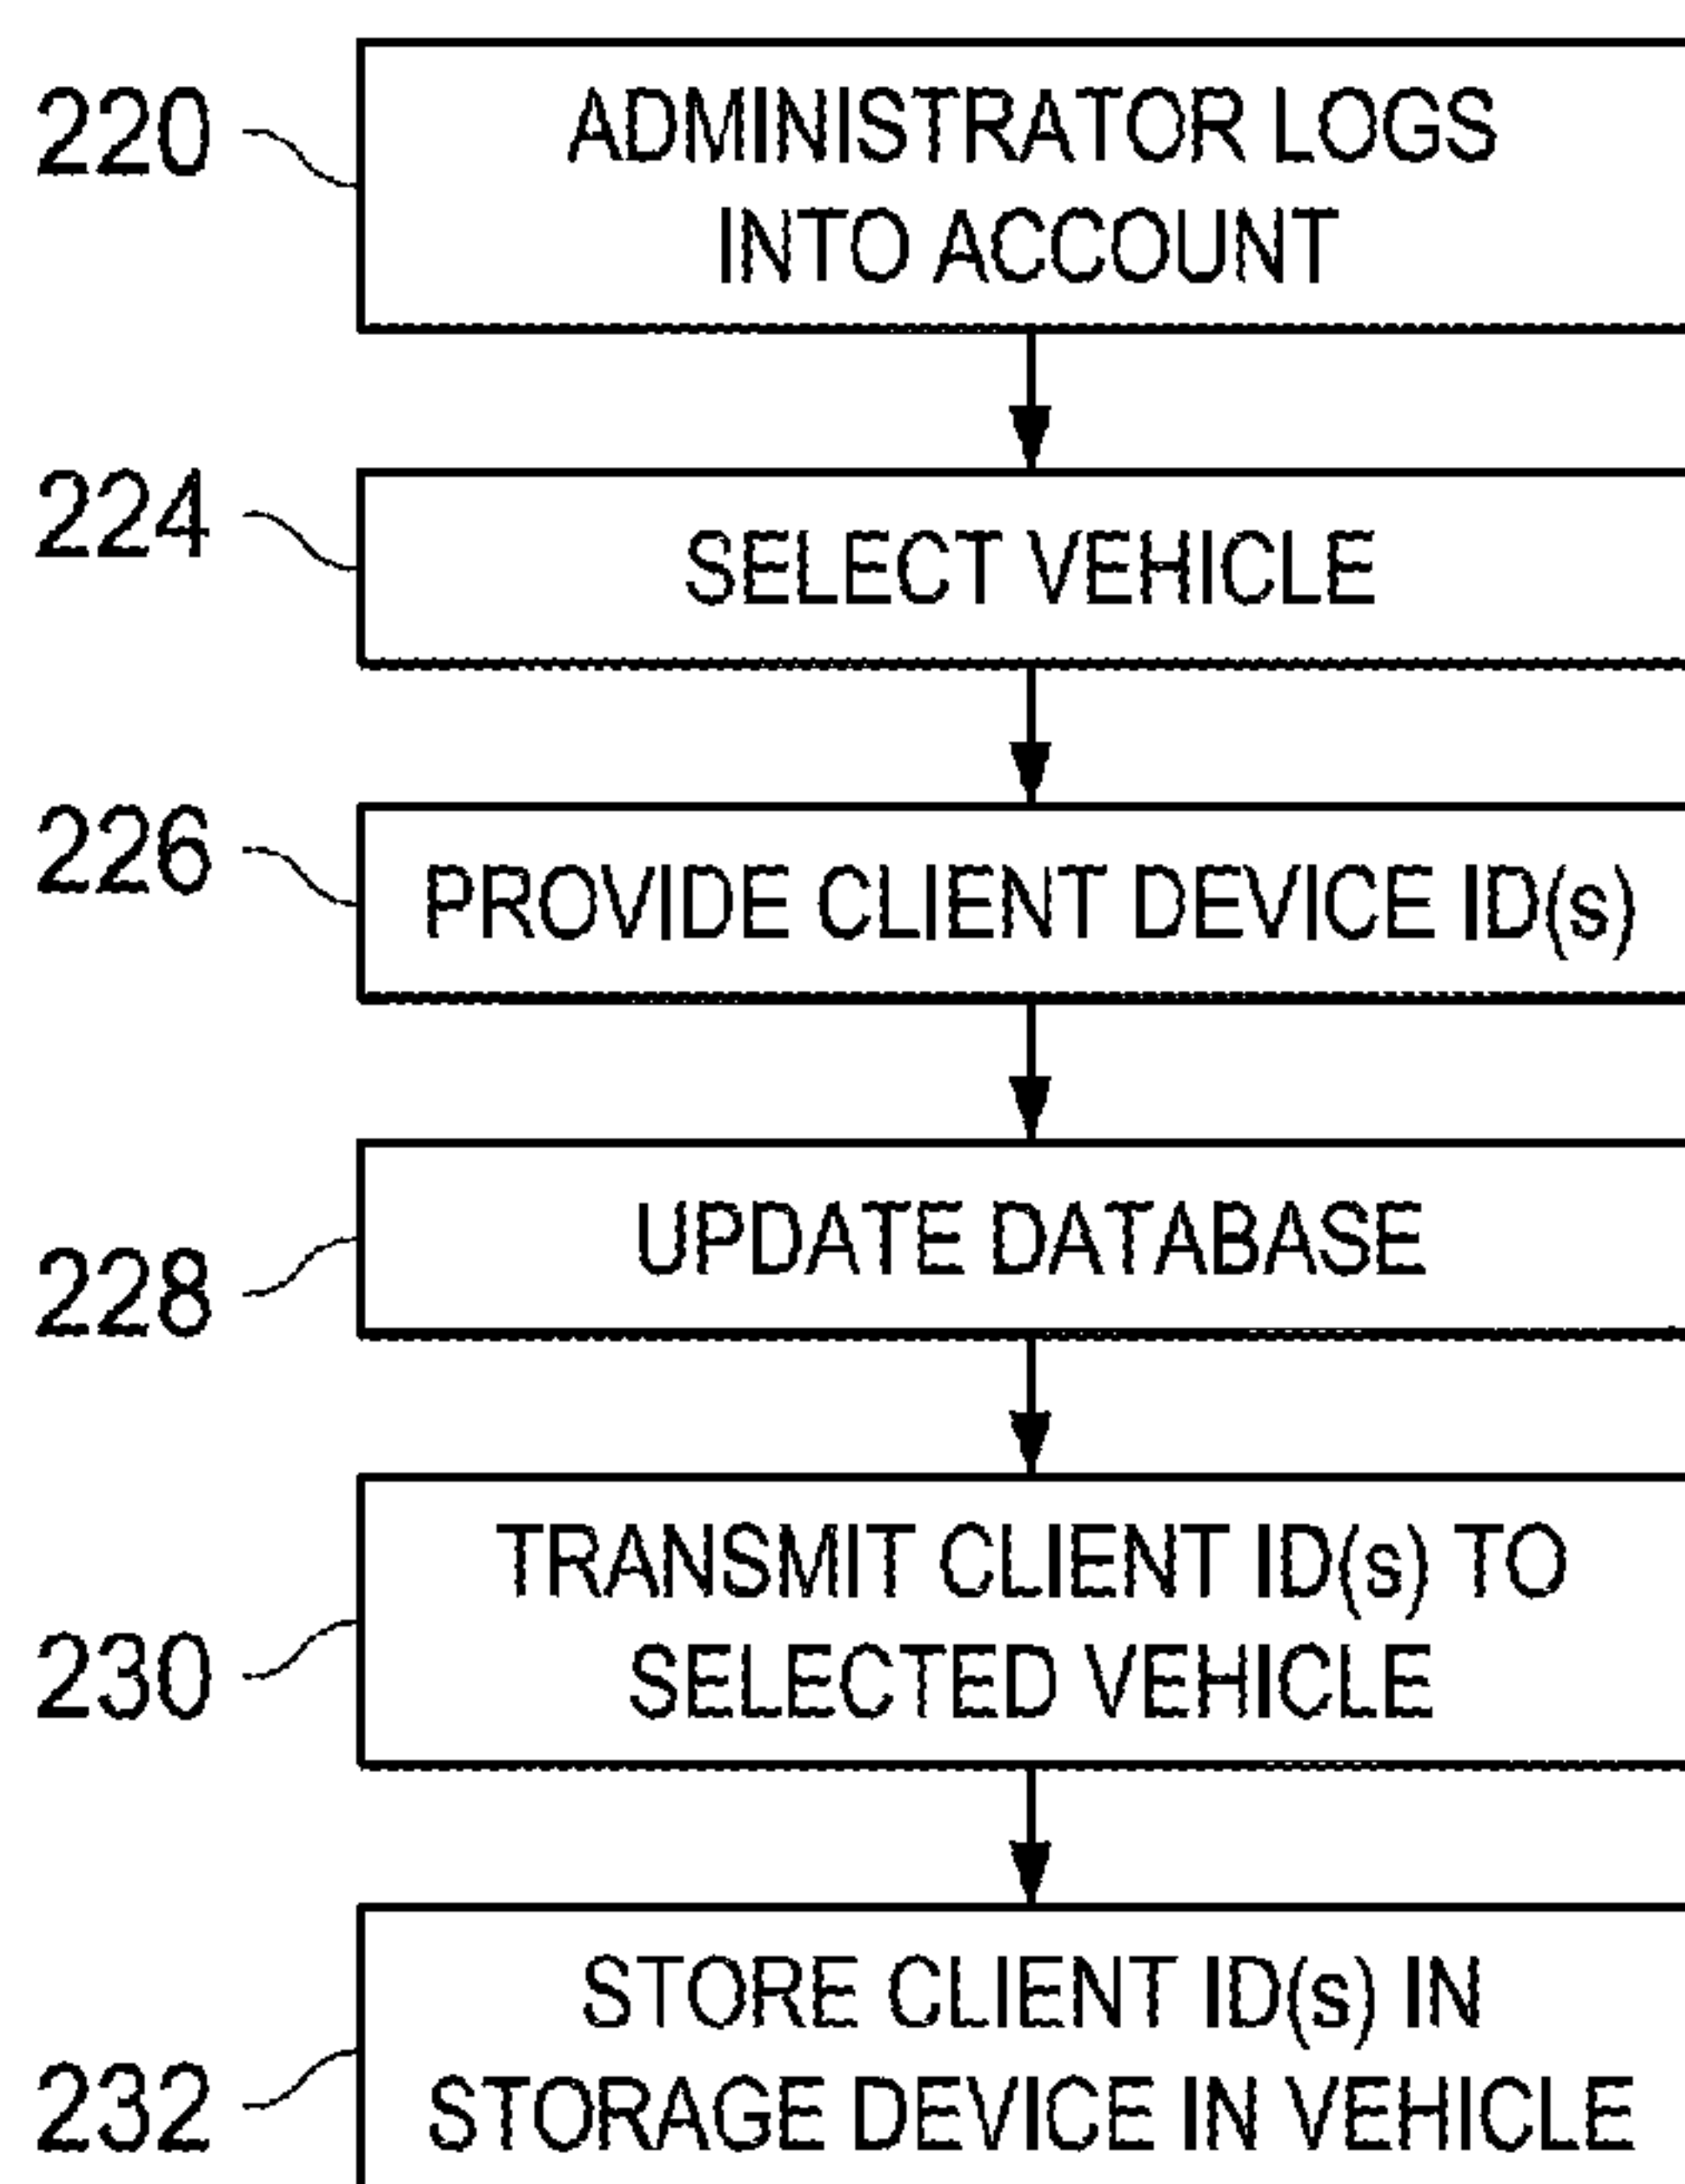 220
ADMINISTRATOR LOGS
INTO ACCOUNT
224
SELECT VEHICLE
226
PROVIDE CLIENT DEVICE ID(s)
228
UPDATE DATABASE
230
TRANSMIT CLIENT ID(s) TO
SELECTED VEHICLE
232
STORE CLIENT ID(s) IN
STORAGE DEVICE IN VEHICLE